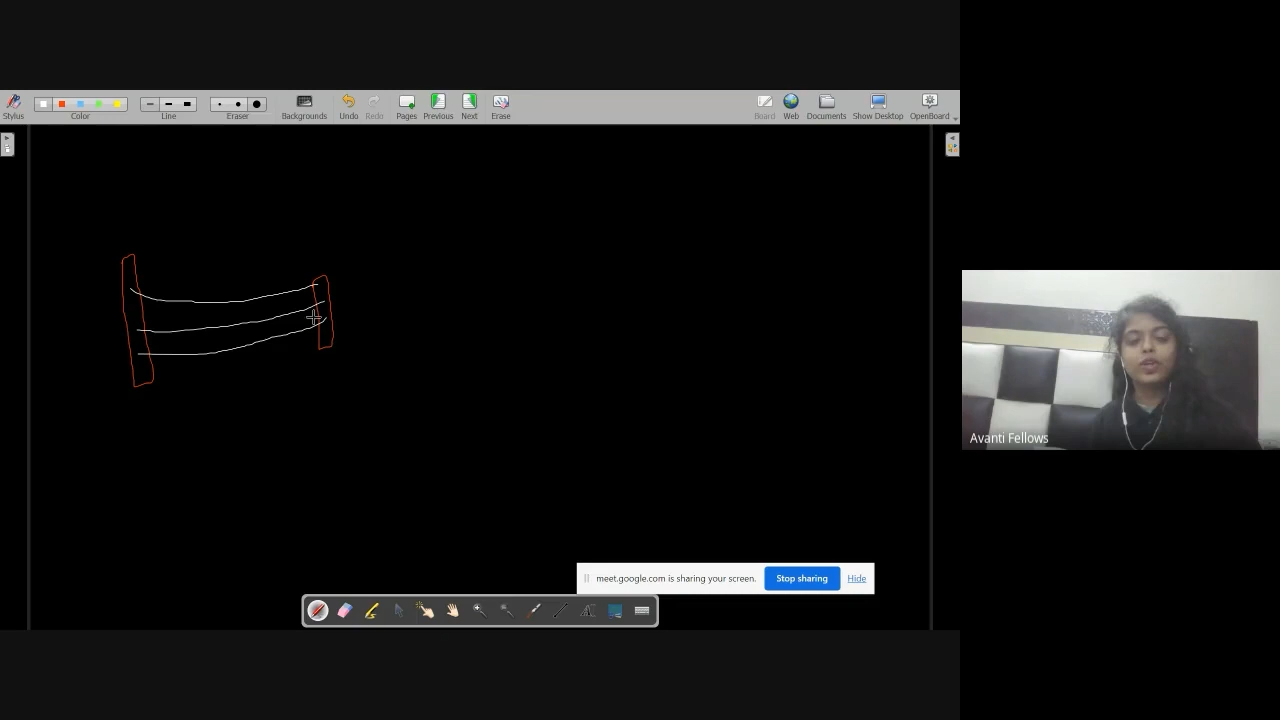 Stylus
Color
Line
Eraser
Backgrounds
Undo
Redo
Pages
Previous
Next
Erase
Board
Web
Documents
Show Desktop
OpenBoard
Avanti Fellows
meet.google.com is sharing your screen.
Stop sharing
Hide